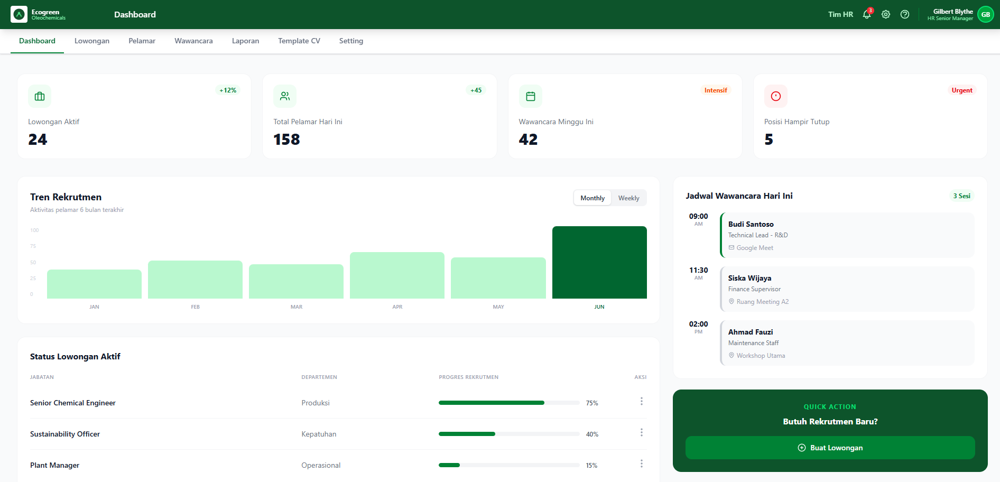 Ecogreen
Oleochemicals
Dashboard
Tim HR
3
Gilbert Blythe
HR Senior Manager
GB
Dashboard
Lowongan
Pelamar
Wawancara
Laporan
Template CV
Setting
+12%
Lowongan Aktif
24
+45
Total Pelamar Hari Ini
158
Intensif
Wawancara Minggu Ini
42
Urgent
Posisi Hampir Tutup
5
Tren Rekrutmen
Aktivitas pelamar 6 bulan terakhir
Monthly
Weekly
100
75
50
25
0
JAN
FEB
MAR
APR
MAY
JUN
Status Lowongan Aktif
JABATAN
DEPARTEMEN
PROGRES REKRUTMEN
AKSI
Senior Chemical Engineer
Produksi
75%
Sustainability Officer
Kepatuhan
40%
Plant Manager
Operasional
15%
Jadwal Wawancara Hari Ini
3 Sesi
09:00
AM
Budi Santoso
Technical Lead - R&D
Google Meet
11:30
AM
Siska Wijaya
Finance Supervisor
Ruang Meeting A2
02:00
PM
Ahmad Fauzi
Maintenance Staff
Workshop Utama
QUICK ACTION
Butuh Rekrutmen Baru?
Buat Lowongan